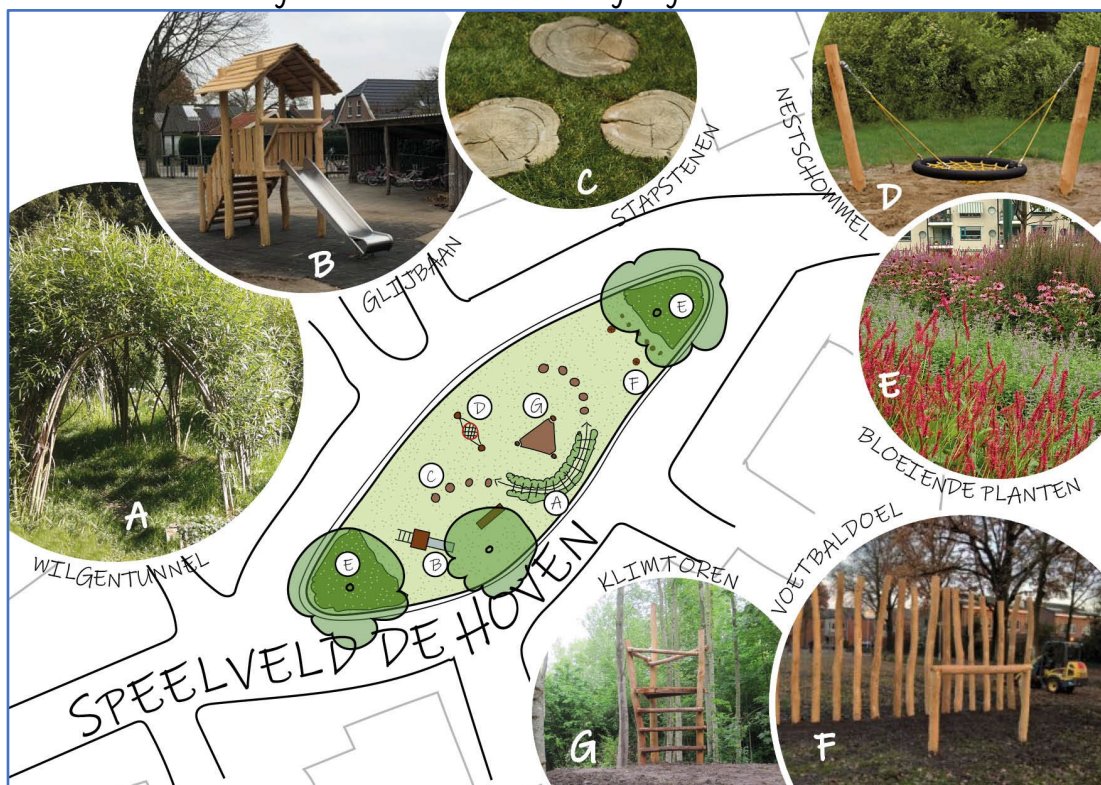 B
GLIJBAAN
C
STAPSTENEN
NESTSCHOMMEL
D
A
WILGENTUNNEL
E
BLOEIENDE PLANTEN
E
F
D
G
C
A
B
E
SPEELVELD DE HOVEN
KLIMTOREN
G
VOETBALDOEL
F